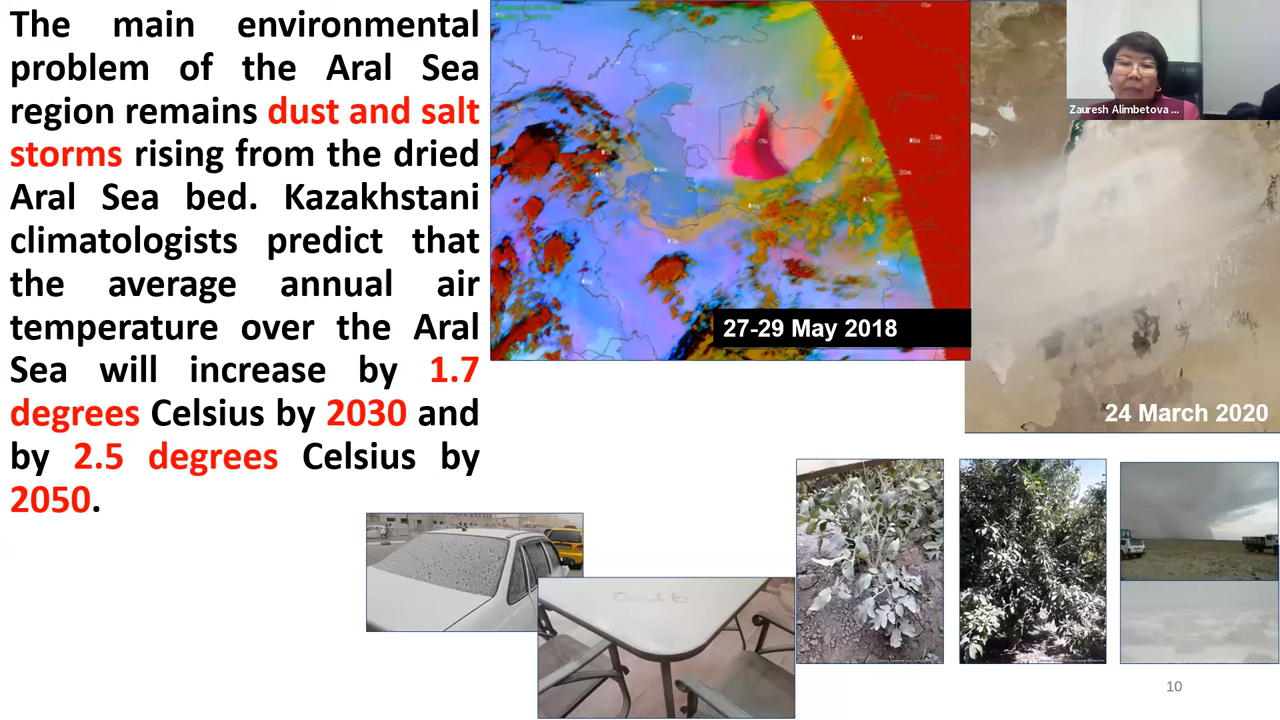 The main environmental
problem of the Aral Sea
region remains dust and salt
storms rising from the dried
Aral Sea bed. Kazakhstani
climatologists predict that
the average annual air
temperature over the Aral
Sea will increase by 1.7
degrees Celsius by 2030 and
by 2.5 degrees Celsius by
2050.
27-29 May 2018
Zauresh Alimbetova ...
24 March 2020
10